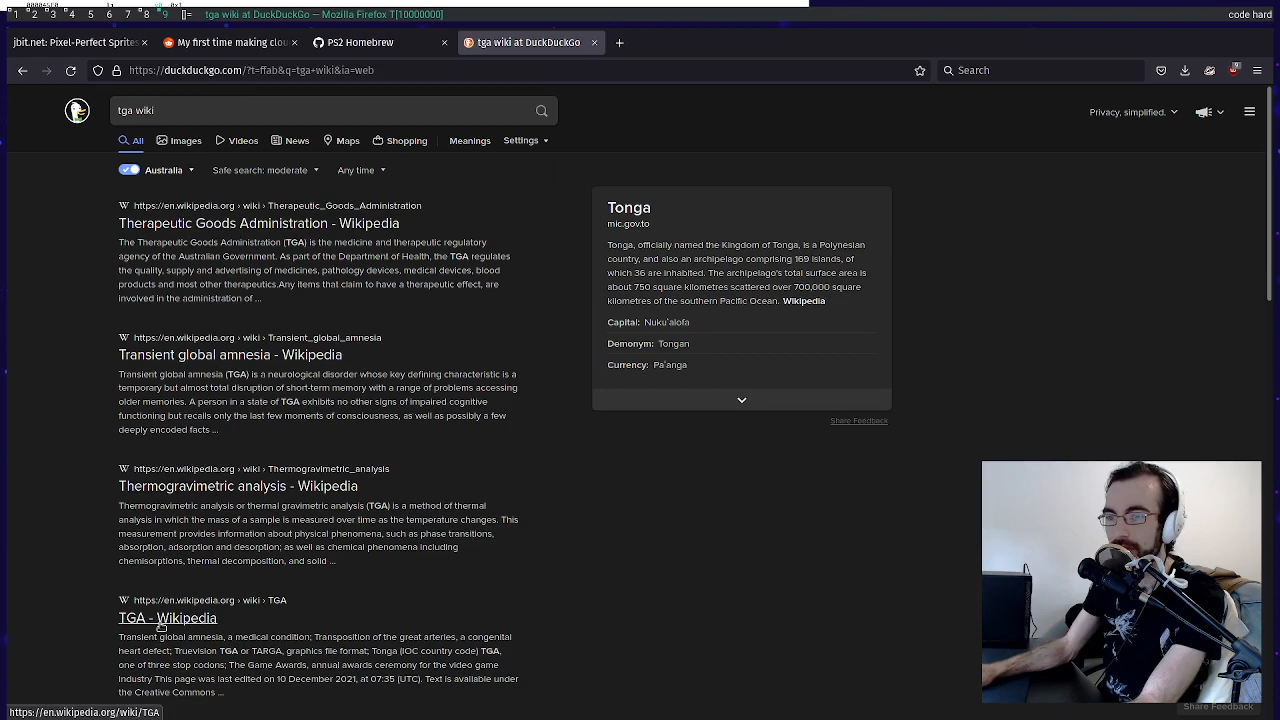 1 2 3 4 5 6 7 8 9 []= tga wiki at DuckDuckGo — Mozilla Firefox T[10000000] code hard
jbit.net: Pixel-Perfect Sprites My first time making clou PS2 Homebrew tga wiki at DuckDuckGo
https://duckduckgo.com/?t=ffab&q=tga+wiki&ia=web Search
tga wiki
Privacy, simplified.
All Images Videos News Maps Shopping Meanings Settings
Australia Safe search: moderate Any time
W https://en.wikipedia.org › wiki › Therapeutic_Goods_Administration
Therapeutic Goods Administration - Wikipedia
The Therapeutic Goods Administration (TGA) is the medicine and therapeutic regulatory
agency of the Australian Government. As part of the Department of Health, the TGA regulates
the quality, supply and advertising of medicines, pathology devices, medical devices, blood
products and most other therapeutics.Any items that claim to have a therapeutic effect, are
involved in the administration of ...
W https://en.wikipedia.org › wiki › Transient_global_amnesia
Transient global amnesia - Wikipedia
Transient global amnesia (TGA) is a neurological disorder whose key defining characteristic is a
temporary but almost total disruption of short-term memory with a range of problems accessing
older memories. A person in a state of TGA exhibits no other signs of impaired cognitive
functioning but recalls only the last few moments of consciousness, as well as possibly a few
deeply encoded facts ...
W https://en.wikipedia.org › wiki › Thermogravimetric_analysis
Thermogravimetric analysis - Wikipedia
Thermogravimetric analysis or thermal gravimetric analysis (TGA) is a method of thermal
analysis in which the mass of a sample is measured over time as the temperature changes. This
measurement provides information about physical phenomena, such as phase transitions,
absorption, adsorption and desorption; as well as chemical phenomena including
chemisorptions, thermal decomposition, and solid ...
W https://en.wikipedia.org › wiki › TGA
TGA - Wikipedia
Transient global amnesia, a medical condition; Transposition of the great arteries, a congenital
heart defect; Truevision TGA or TARGA, graphics file format; Tonga (IOC country code) TGA,
one of three stop codons; The Game Awards, annual awards ceremony for the video game
industry This page was last edited on 10 December 2021, at 07:35 (UTC). Text is available under
the Creative Commons ...
Tonga
mic.gov.to
Tonga, officially named the Kingdom of Tonga, is a Polynesian
country, and also an archipelago comprising 169 islands, of
which 36 are inhabited. The archipelago's total surface area is
about 750 square kilometres scattered over 700,000 square
kilometres of the southern Pacific Ocean. Wikipedia
Capital: Nukuʻalofa
Demonym: Tongan
Currency: Paʻanga
Share Feedback
Share Feedback
https://en.wikipedia.org/wiki/TGA